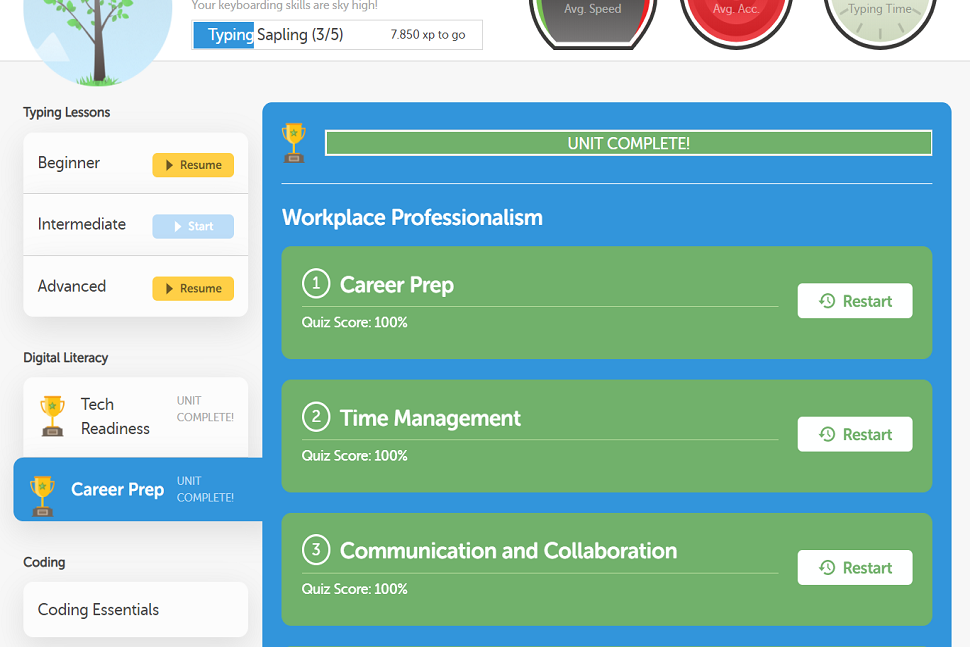 Your keyboarding skills are sky high!
Typing Sapling (3/5)
7.850 xp to go
Avg. Speed
Avg. Acc.
Typing Time
Typing Lessons
Beginner
Resume
Intermediate
Start
Advanced
Resume
Digital Literacy
Tech
Readiness
UNIT
COMPLETE!
Career Prep
UNIT
COMPLETE!
Coding
Coding Essentials
UNIT COMPLETE!
Workplace Professionalism
1 Career Prep
Quiz Score: 100%
Restart
2 Time Management
Quiz Score: 100%
Restart
3 Communication and Collaboration
Quiz Score: 100%
Restart